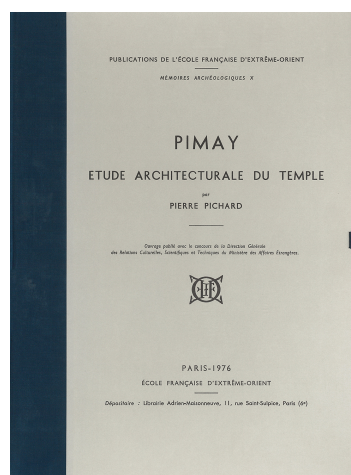 PUBLICATIONS DE L'ÉCOLE FRANÇAISE D'EXTRÊME-ORIENT
MÉMOIRES ARCHÉOLOGIQUES X
PIMAY
ETUDE ARCHITECTURALE DU TEMPLE
par
PIERRE PICHARD
Ouvrage publié avec le concours de la Direction Générale
des Relations Culturelles, Scientifiques et Techniques du Ministère des Affaires Étrangères.
PARIS-1976
ÉCOLE FRANÇAISE D'EXTRÊME-ORIENT
Dépositaire : Librairie Adrien-Maisonneuve, 11, rue Saint-Sulpice, Paris (6e)